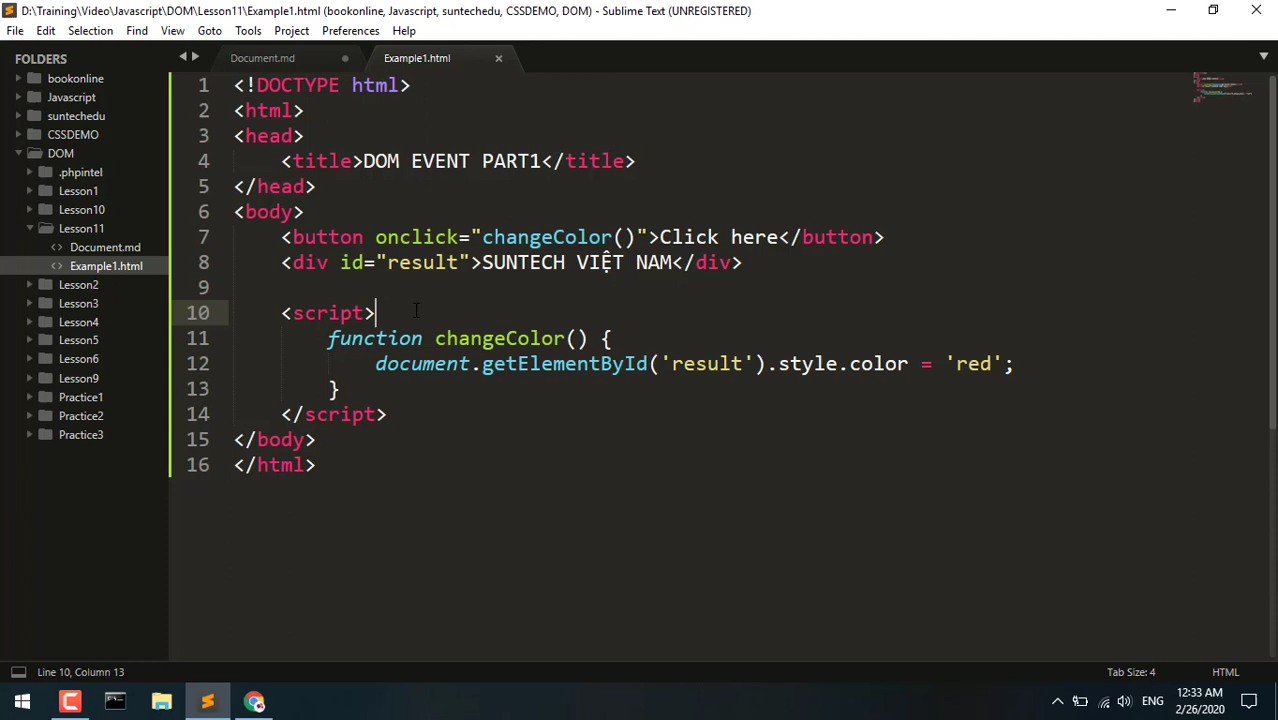 D:\Training\Video\Javascript\DOM\Lesson11\Example1.html (bookonline, Javascript, suntechedu, CSSDEMO, DOM) - Sublime Text (UNREGISTERED)
File Edit Selection Find View Goto Tools Project Preferences Help
FOLDERS
bookonline
Javascript
suntechedu
CSSDEMO
DOM
.phpintel
Lesson1
Lesson10
Lesson11
Document.md
Example1.html
Lesson2
Lesson3
Lesson4
Lesson5
Lesson6
Lesson9
Practice1
Practice2
Practice3
Document.md Example1.html
1 <!DOCTYPE html>
2 <html>
3 <head>
4 <title>DOM EVENT PART1</title>
5 </head>
6 <body>
7 <button onclick="changeColor()">Click here</button>
8 <div id="result">SUNTECH VIỆT NAM</div>
9
10 <script>
11 function changeColor() {
12 document.getElementById('result').style.color = 'red';
13 }
14 </script>
15 </body>
16 </html>
Line 10, Column 13 Tab Size: 4 HTML
ENG 12:33 AM
2/26/2020